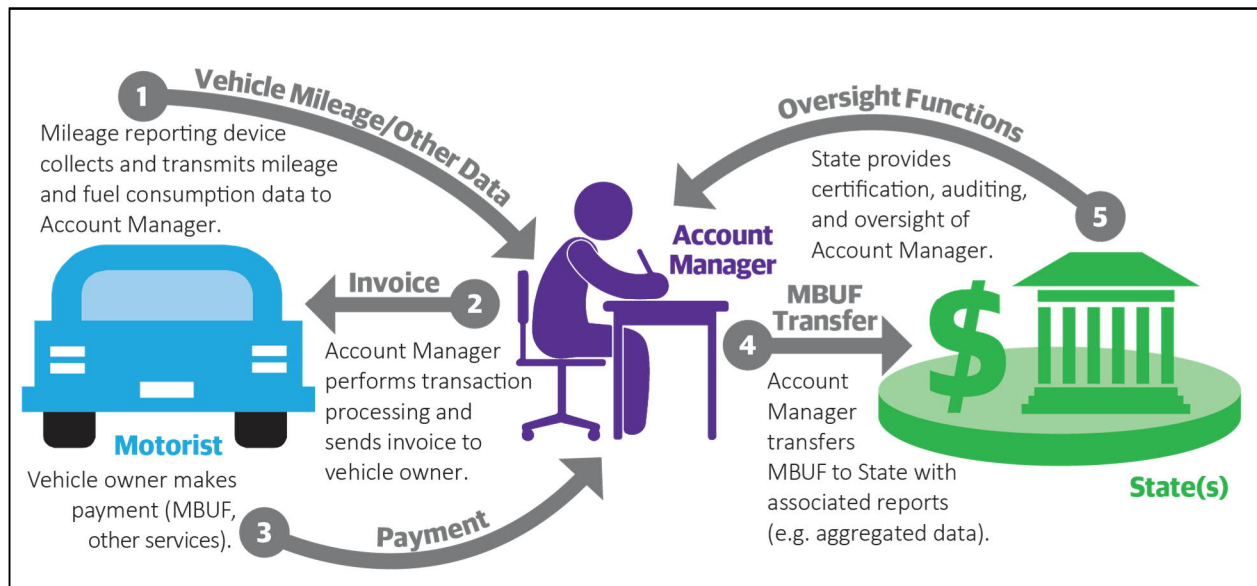 1
Vehicle Mileage/Other Data
Mileage reporting device
collects and transmits mileage
and fuel consumption data to
Account Manager.
Invoice
2
Account Manager
performs transaction
processing and
sends invoice to
vehicle owner.
Motorist
Vehicle owner makes
payment (MBUF,
other services).
3
Payment
Account
Manager
MBUF
Transfer
4
Account
Manager
transfers
MBUF to State with
associated reports
(e.g. aggregated data).
Oversight Functions
State provides
certification, auditing,
and oversight of
Account Manager.
5
$
State(s)